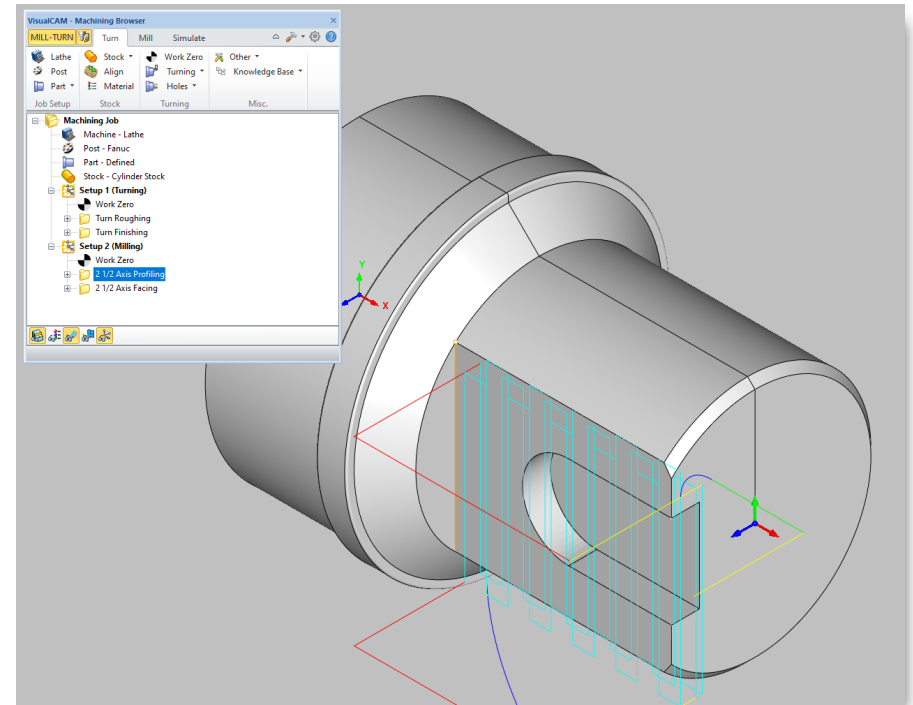 VisualCAM - Machining Browser
MILL-TURN Turn Mill Simulate
Lathe Stock Work Zero Other
Post Align Turning Knowledge Base
Part Material Holes
Job Setup Stock Turning Misc.
Machining Job
Machine - Lathe
Post - Fanuc
Part - Defined
Stock - Cylinder Stock
Setup 1 (Turning)
Work Zero
Turn Roughing
Turn Finishing
Setup 2 (Milling)
Work Zero
2 1/2 Axis Profiling
2 1/2 Axis Facing
Y
X